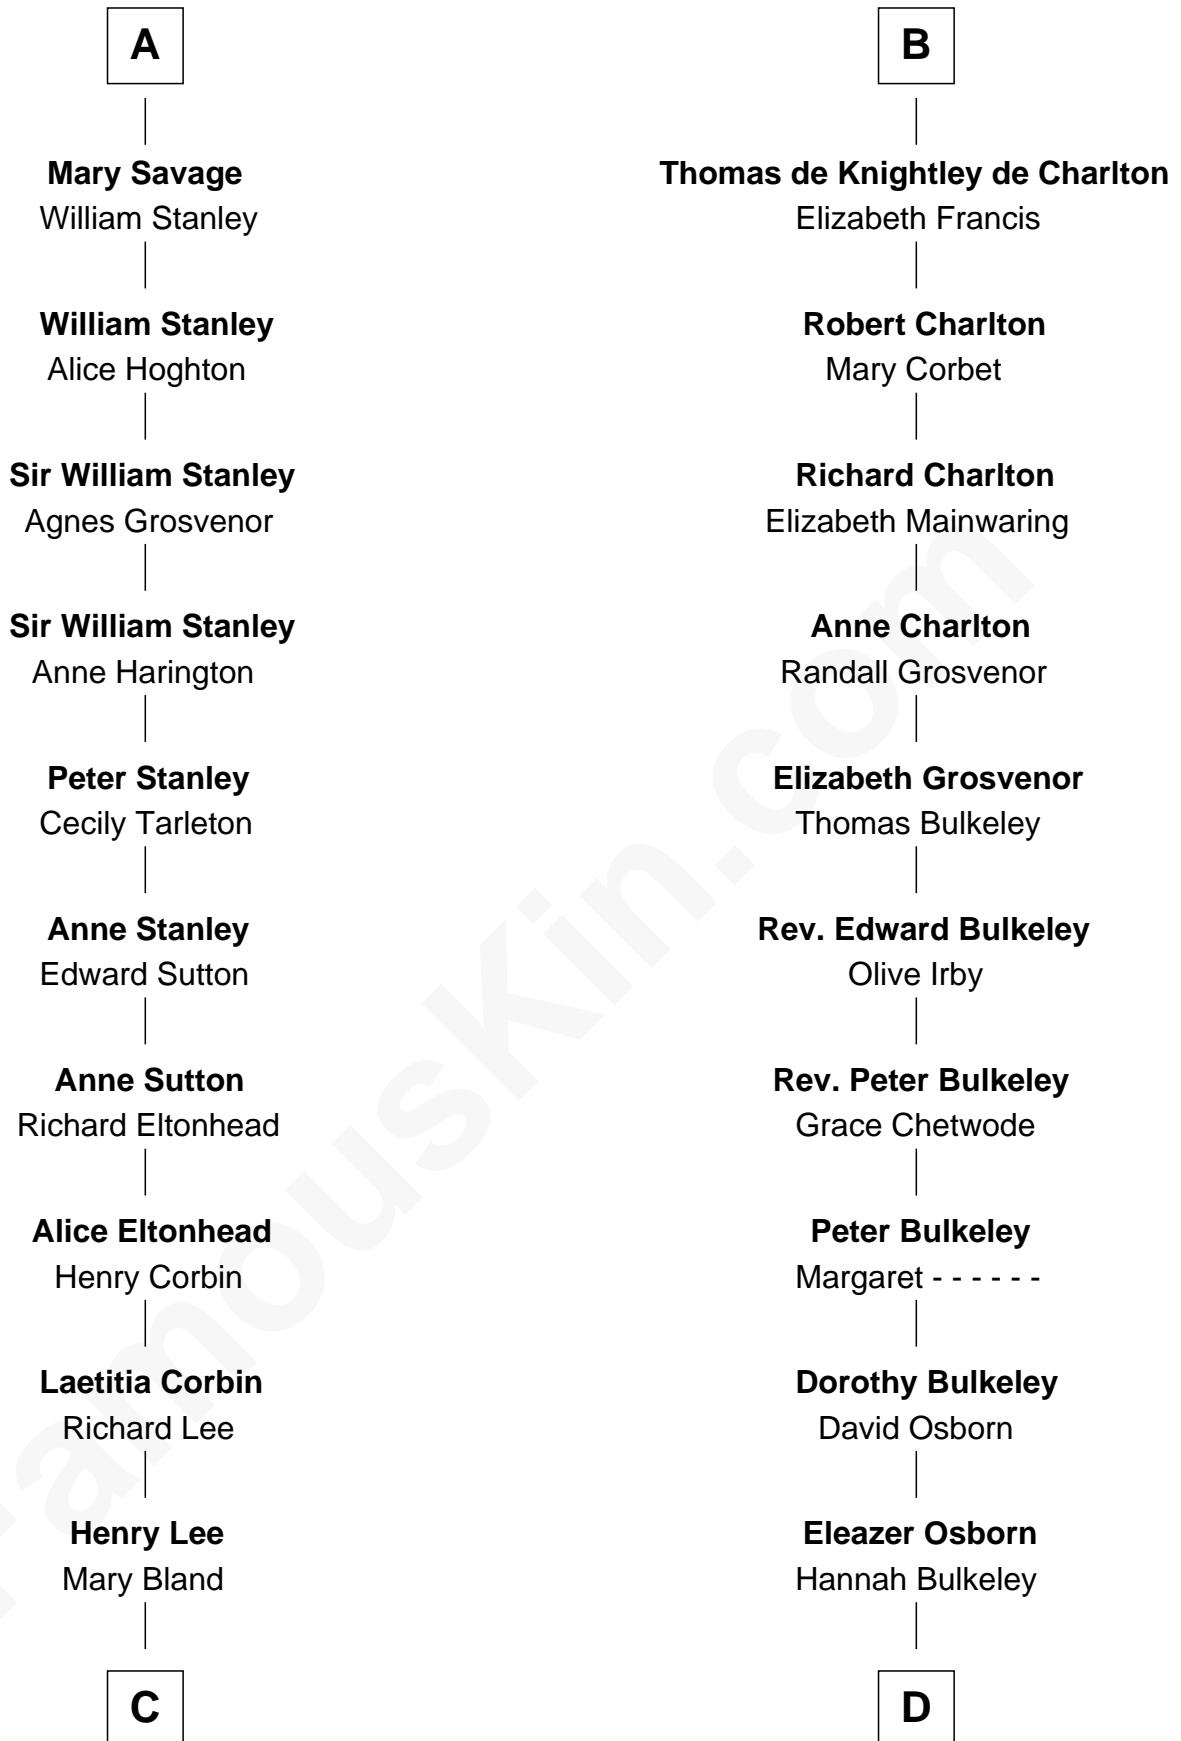 A
Mary Savage
William Stanley
William Stanley
Alice Hoghton
Sir William Stanley
Agnes Grosvenor
Sir William Stanley
Anne Harington
Peter Stanley
Cecily Tarleton
Anne Stanley
Edward Sutton
Anne Sutton
Richard Eltonhead
Alice Eltonhead
Henry Corbin
Laetitia Corbin
Richard Lee
Henry Lee
Mary Bland
C
B
Thomas de Knightley de Charlton
Elizabeth Francis
Robert Charlton
Mary Corbet
Richard Charlton
Elizabeth Mainwaring
Anne Charlton
Randall Grosvenor
Elizabeth Grosvenor
Thomas Bulkeley
Rev. Edward Bulkeley
Olive Irby
Rev. Peter Bulkeley
Grace Chetwode
Peter Bulkeley
Margaret - - - - - -
Dorothy Bulkeley
David Osborn
Eleazer Osborn
Hannah Bulkeley
D
FamousKin.com